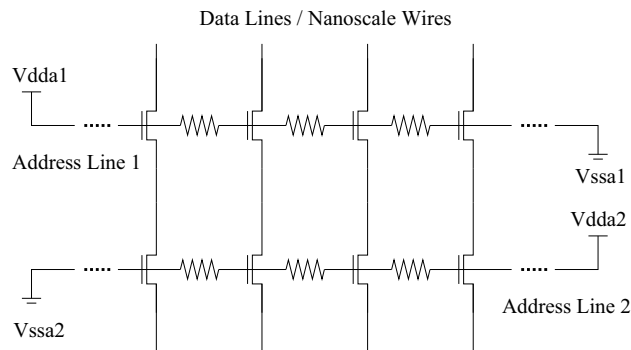 Data Lines / Nanoscale Wires
Vdda1
Address Line 1
Vssa1
Vdda2
Vssa2
Address Line 2